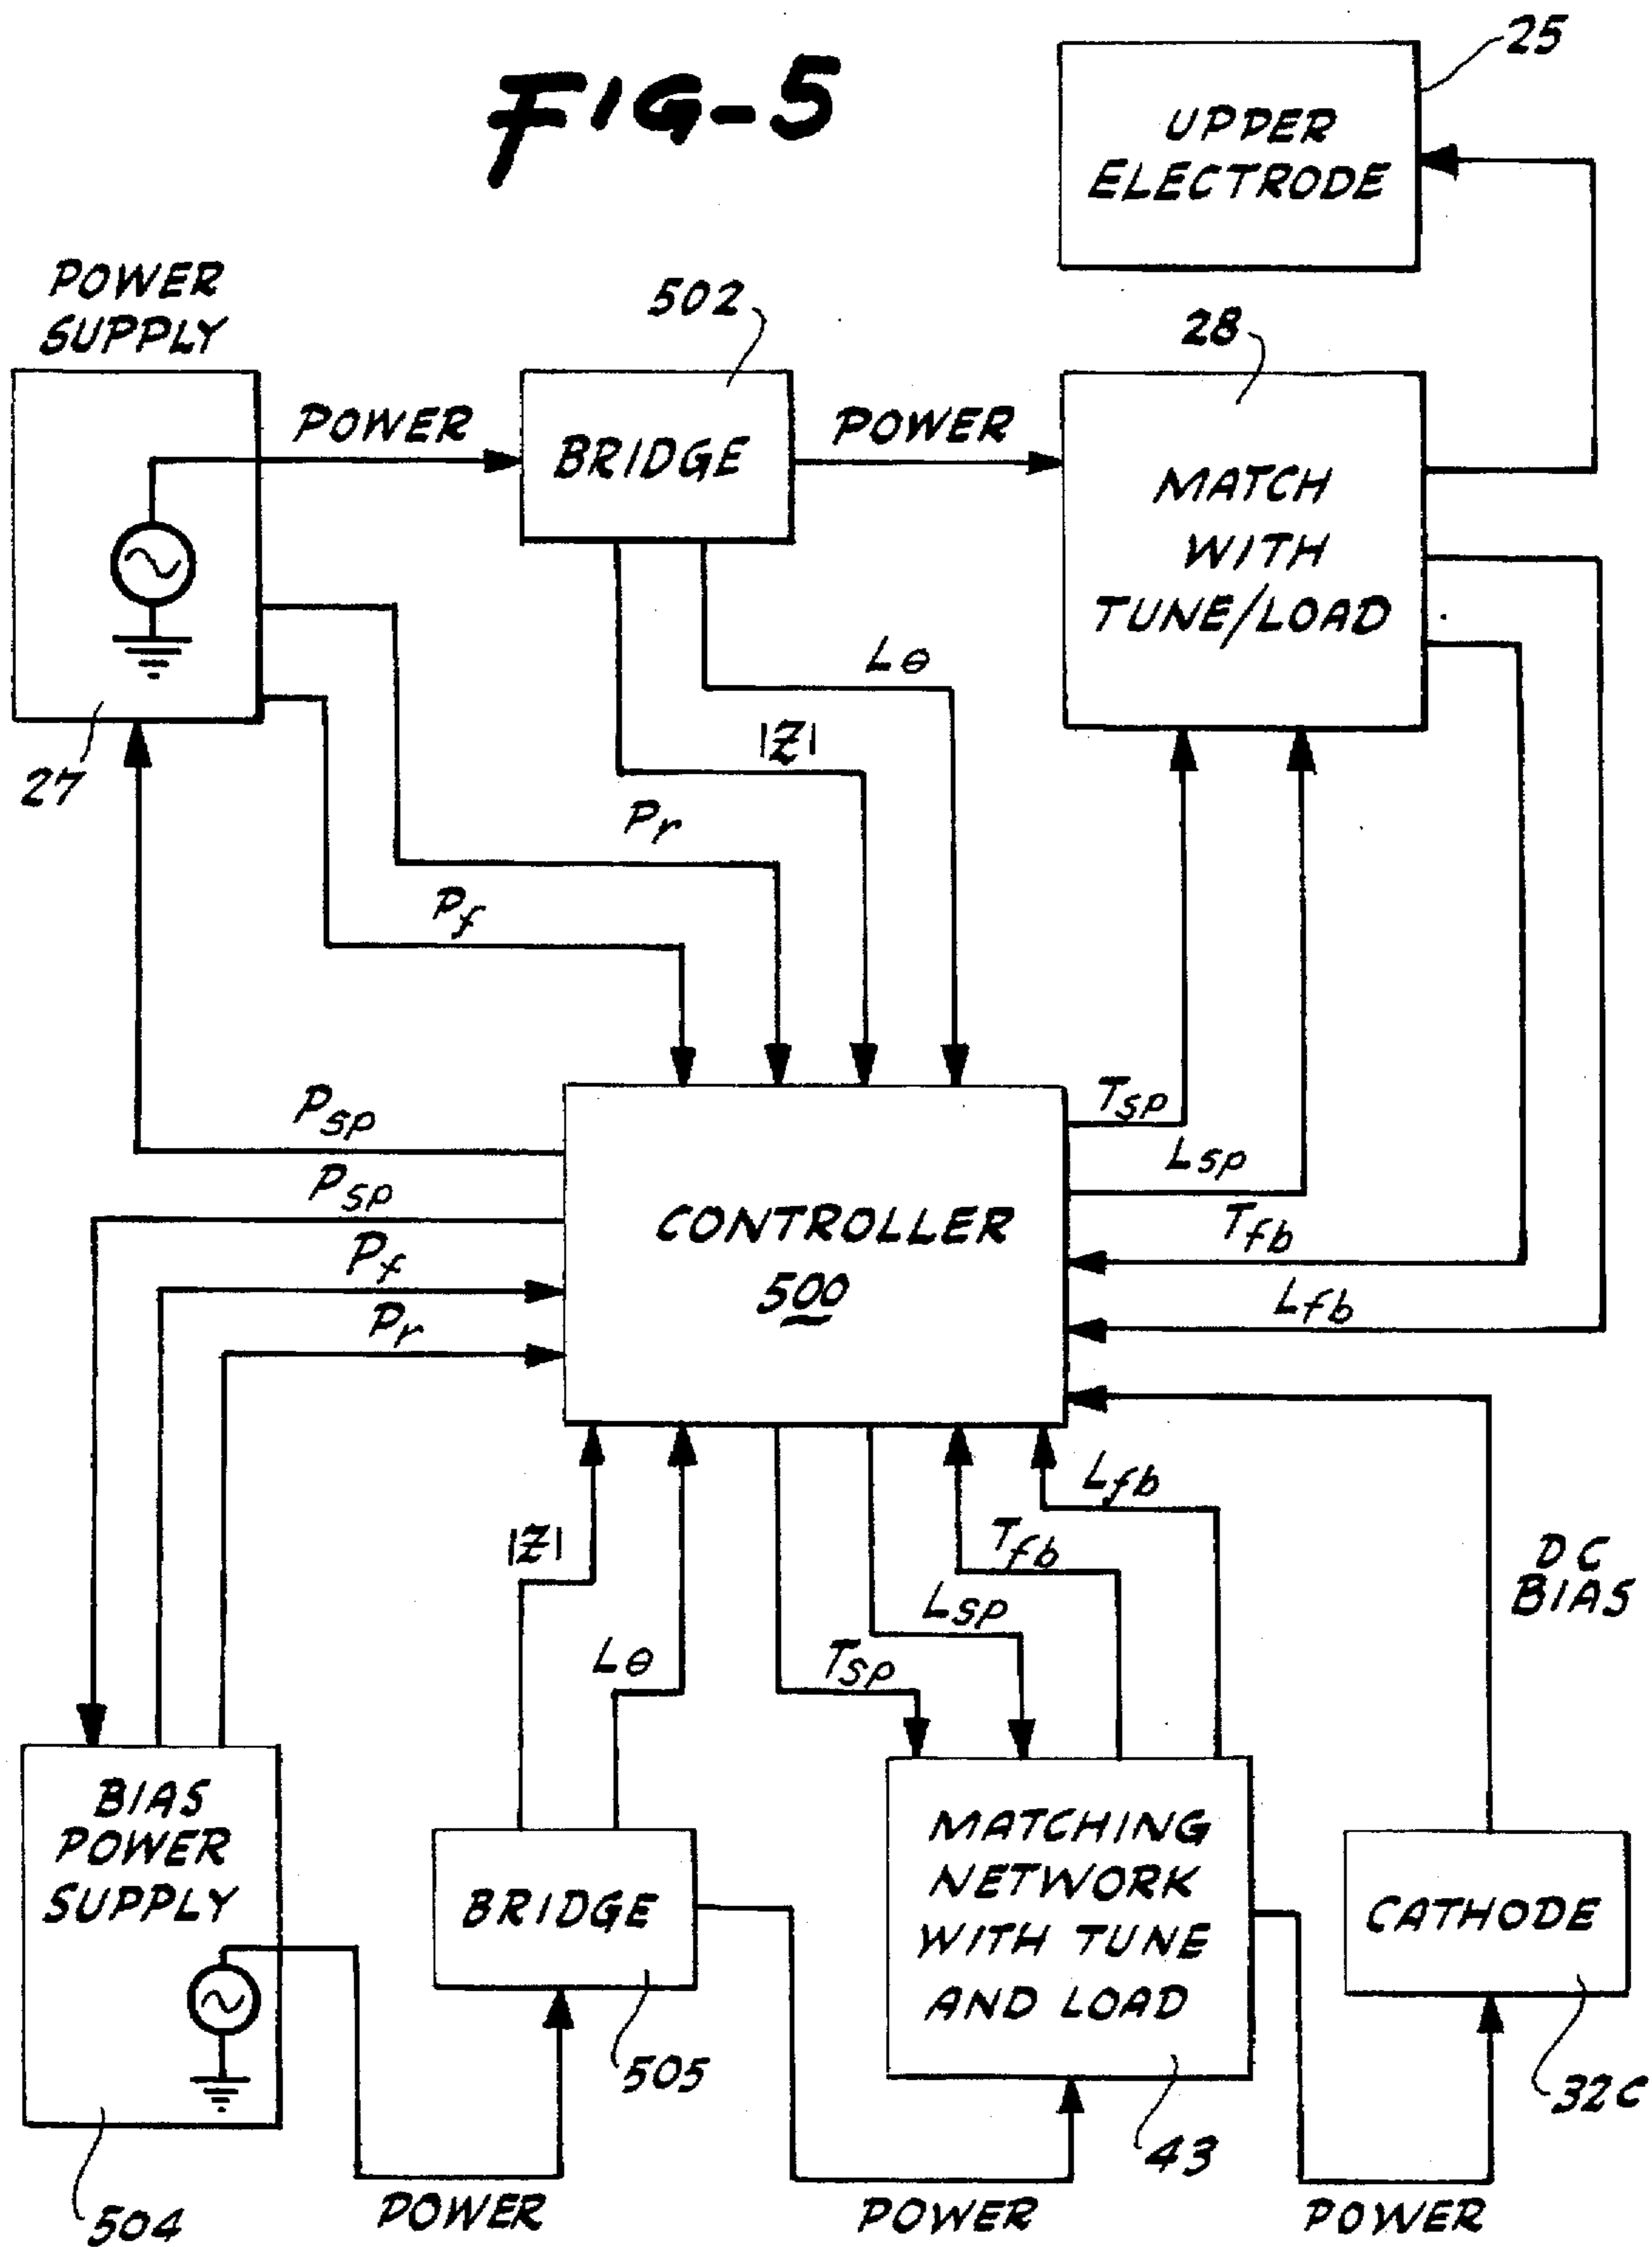 FIG-5
25
UPPER
ELECTRODE
POWER
SUPPLY
502
28
POWER
BRIDGE
POWER
MATCH
WITH
TUNE/LOAD
Lθ
|Z|
27
Pr
Pf
Psp
Tsp
Lsp
Psp
CONTROLLER
500
Tfb
Pf
Lfb
Pr
Lfb
|Z|
Tfb
DC
BIAS
Lsp
Lθ
Tsp
BIAS
POWER
SUPPLY
BRIDGE
MATCHING
NETWORK
WITH TUNE
AND LOAD
CATHODE
505
32C
43
504
POWER
POWER
POWER